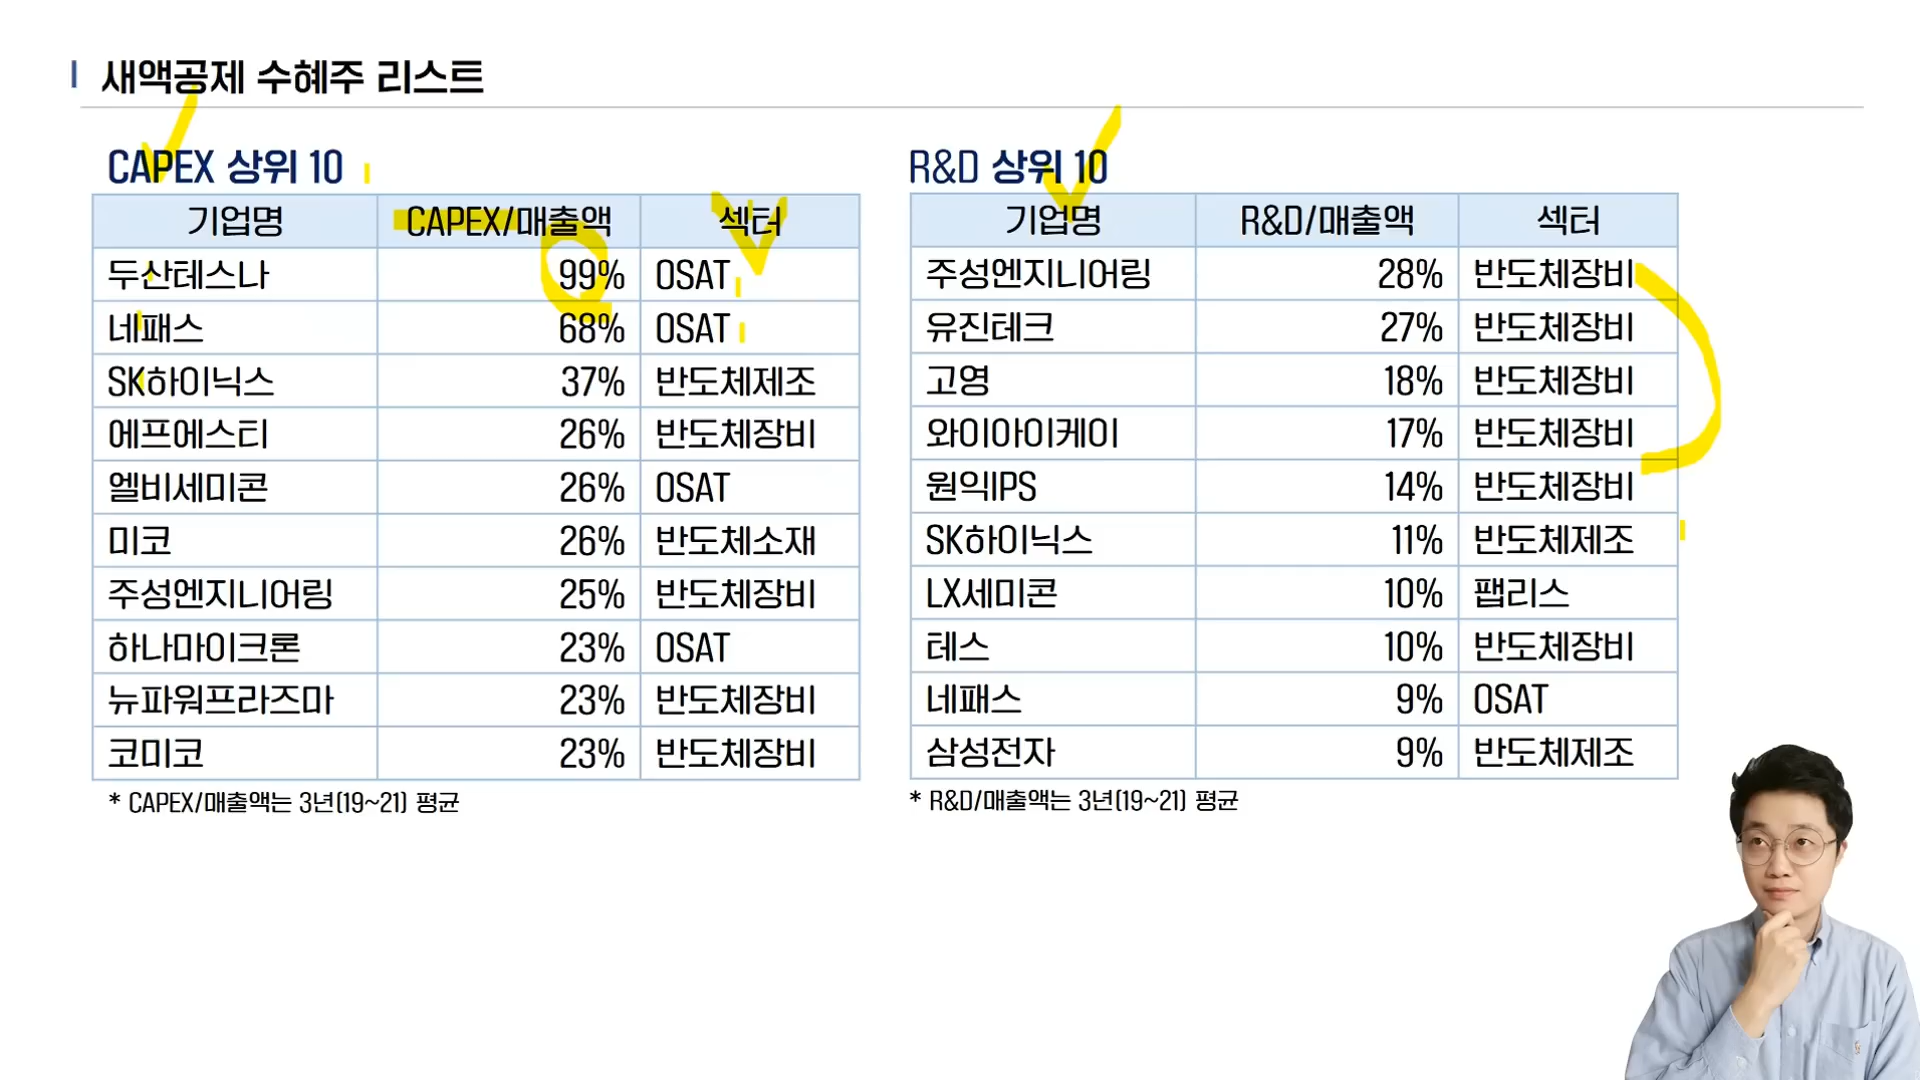 새액공제 수혜주 리스트
CAPEX 상위 10
기업명 CAPEX/매출액 섹터
두산테스나 99% OSAT
네패스 68% OSAT
SK하이닉스 37% 반도체제조
에프에스티 26% 반도체장비
엘비세미콘 26% OSAT
미코 26% 반도체소재
주성엔지니어링 25% 반도체장비
하나마이크론 23% OSAT
뉴파워프라즈마 23% 반도체장비
코미코 23% 반도체장비
* CAPEX/매출액는 3년(19~21) 평균
R&D 상위 10
기업명 R&D/매출액 섹터
주성엔지니어링 28% 반도체장비
유진테크 27% 반도체장비
고영 18% 반도체장비
와이아이케이 17% 반도체장비
원익IPS 14% 반도체장비
SK하이닉스 11% 반도체제조
LX세미콘 10% 팹리스
테스 10% 반도체장비
네패스 9% OSAT
삼성전자 9% 반도체제조
* R&D/매출액는 3년(19~21) 평균